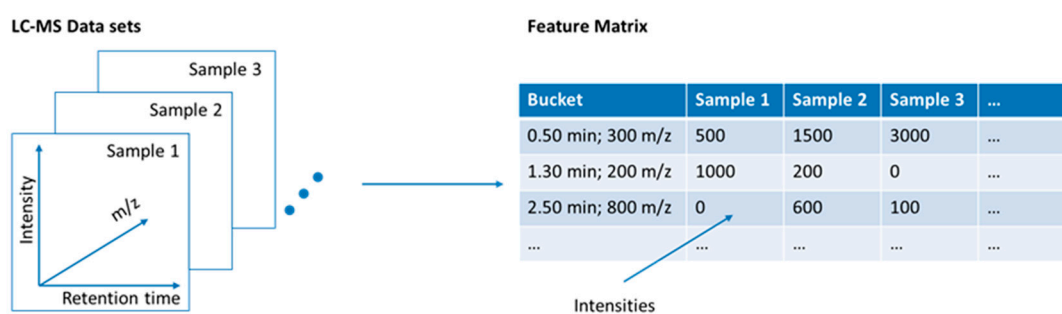 LC-MS Data sets
Sample 3
Sample 2
Sample 1
Intensity
m/z
Retention time
Feature Matrix
Bucket Sample 1 Sample 2 Sample 3 ...
0.50 min; 300 m/z 500 1500 3000 ...
1.30 min; 200 m/z 1000 200 0 ...
2.50 min; 800 m/z 0 600 100 ...
... ... ... ... ...
Intensities